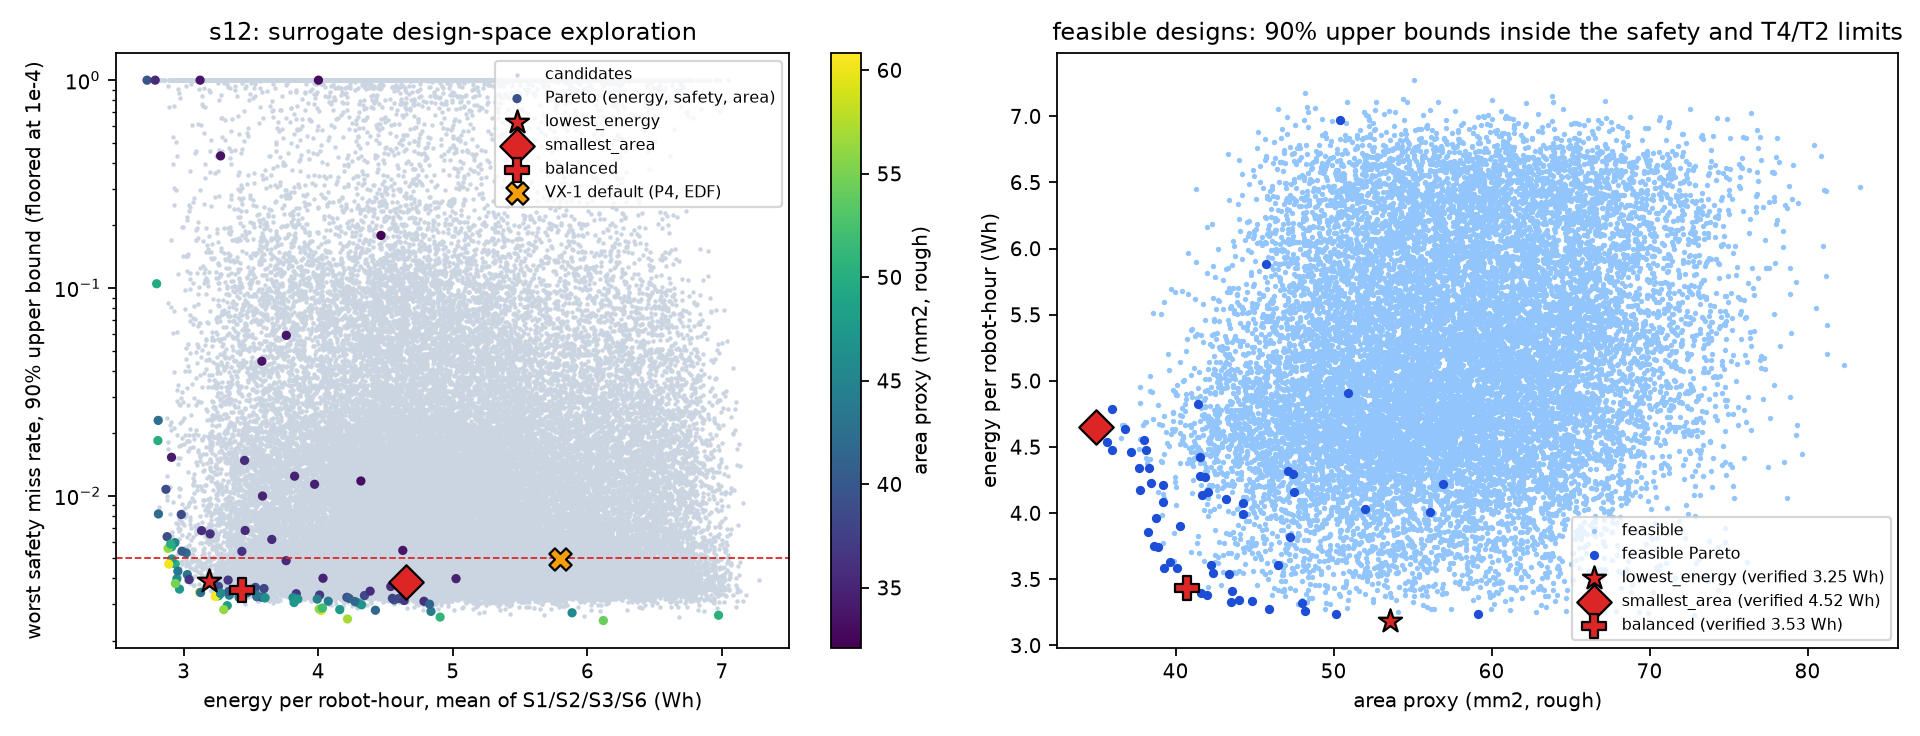 s12: surrogate design-space exploration
worst safety miss rate, 90% upper bound (floored at 1e-4)
10⁰
10⁻¹
10⁻²
candidates
Pareto (energy, safety, area)
lowest_energy
smallest_area
balanced
VX-1 default (P4, EDF)
3
4
5
6
7
energy per robot-hour, mean of S1/S2/S3/S6 (Wh)
60
55
50
45
40
35
area proxy (mm2, rough)
feasible designs: 90% upper bounds inside the safety and T4/T2 limits
energy per robot-hour (Wh)
7.0
6.5
6.0
5.5
5.0
4.5
4.0
3.5
3.0
feasible
feasible Pareto
lowest_energy (verified 3.25 Wh)
smallest_area (verified 4.52 Wh)
balanced (verified 3.53 Wh)
40
50
60
70
80
area proxy (mm2, rough)